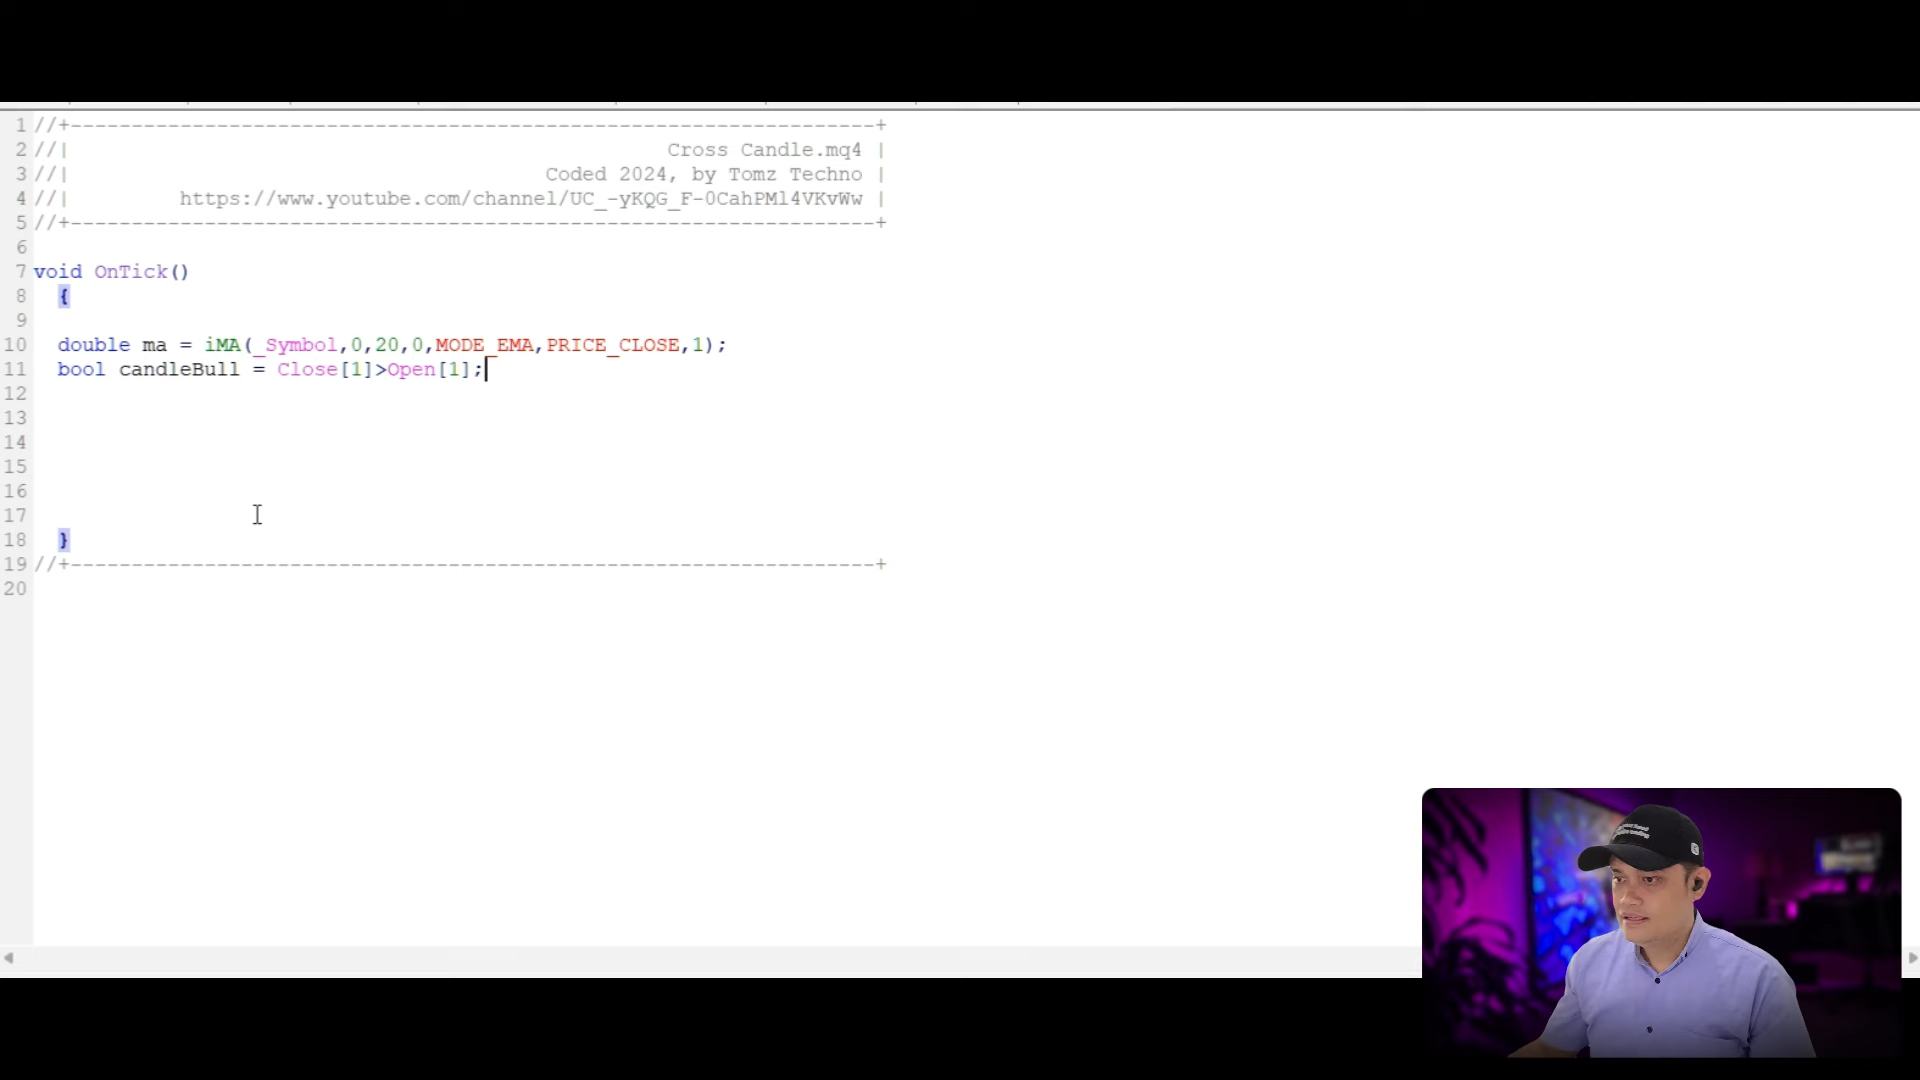 1 //+------------------------------------------------------------------+
2 //| Cross Candle.mq4 |
3 //| Coded 2024, by Tomz Techno |
4 //| https://www.youtube.com/channel/UC_-yKQG_F-0CahPMl4VKvWw |
5 //+------------------------------------------------------------------+
6
7 void OnTick()
8 {
9
10 double ma = iMA(_Symbol,0,20,0,MODE_EMA,PRICE_CLOSE,1);
11 bool candleBull = Close[1]>Open[1];
12
13
14
15
16
17
18 }
19 //+------------------------------------------------------------------+
20